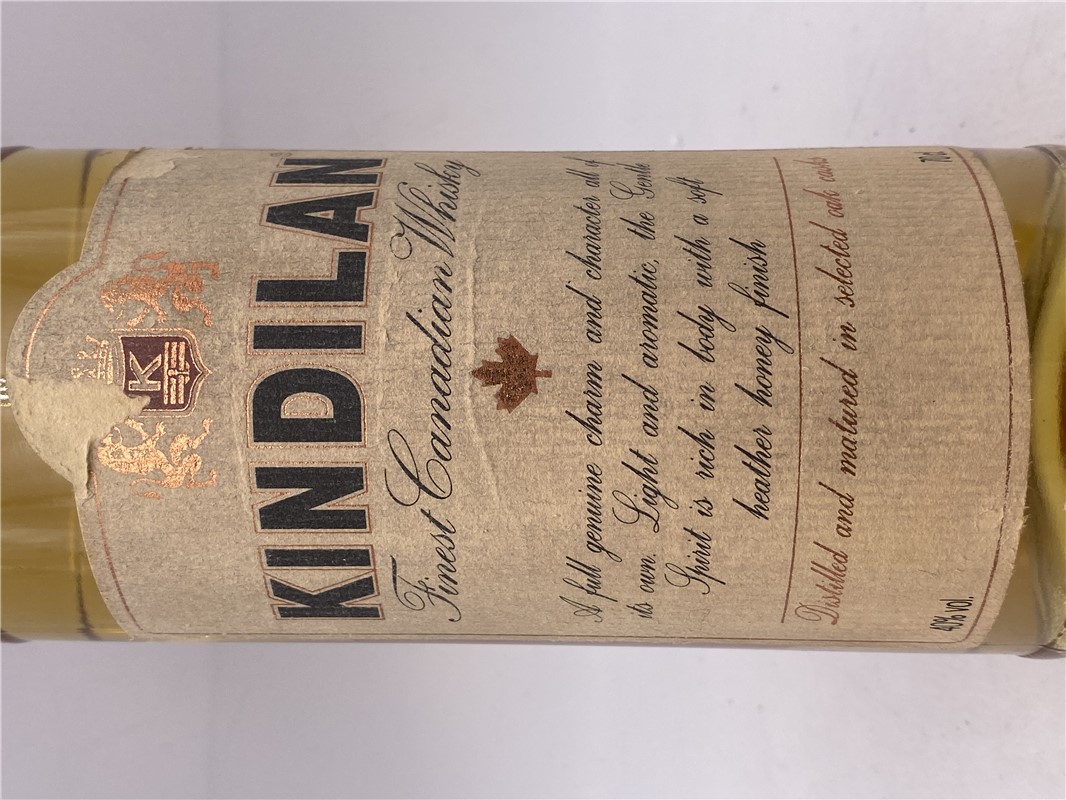 K
KINDILAN
Finest Canadian Whisky
A full genuine charm and character all of
its own. Light and aromatic, the Gentle
Spirit is rich in body with a soft
heather honey finish
Distilled and matured in selected oak casks
40% vol. 70cl